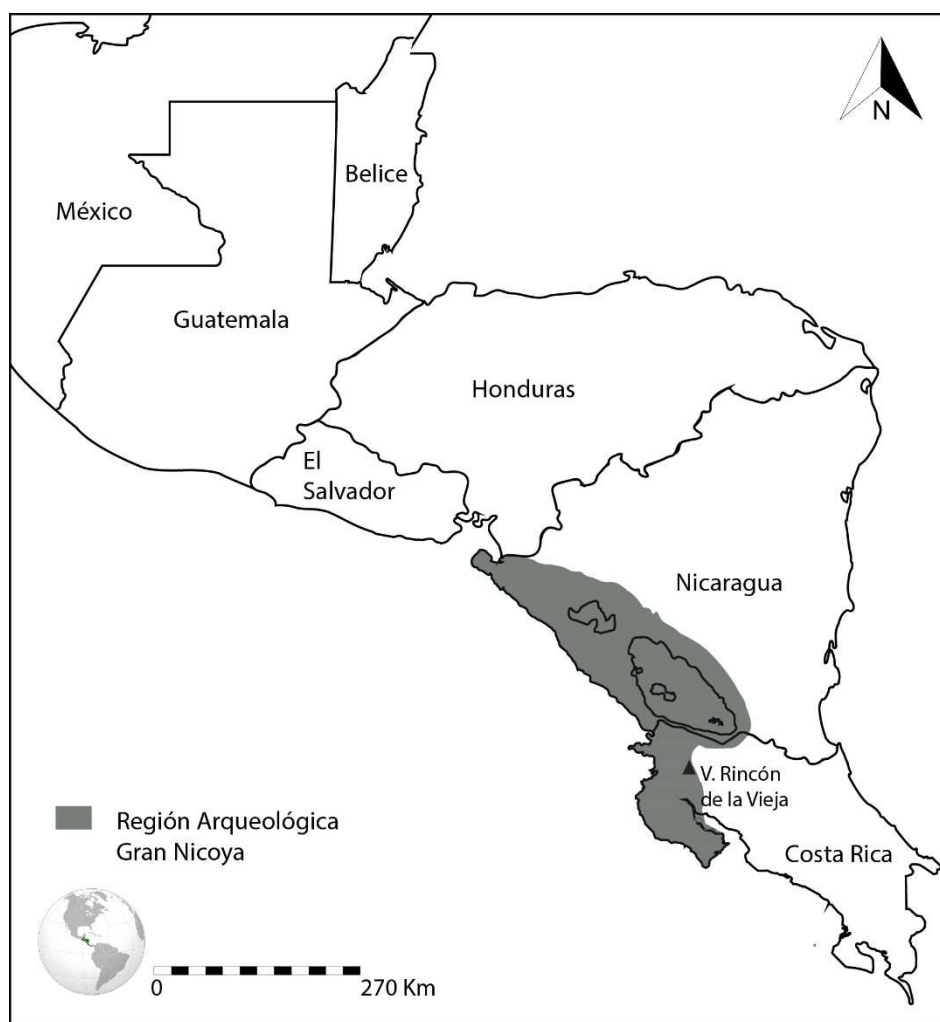 N
Belice
México
Guatemala
Honduras
El
Salvador
Nicaragua
V. Rincón
de la Vieja
Región Arqueológica
Gran Nicoya
Costa Rica
0
270 Km